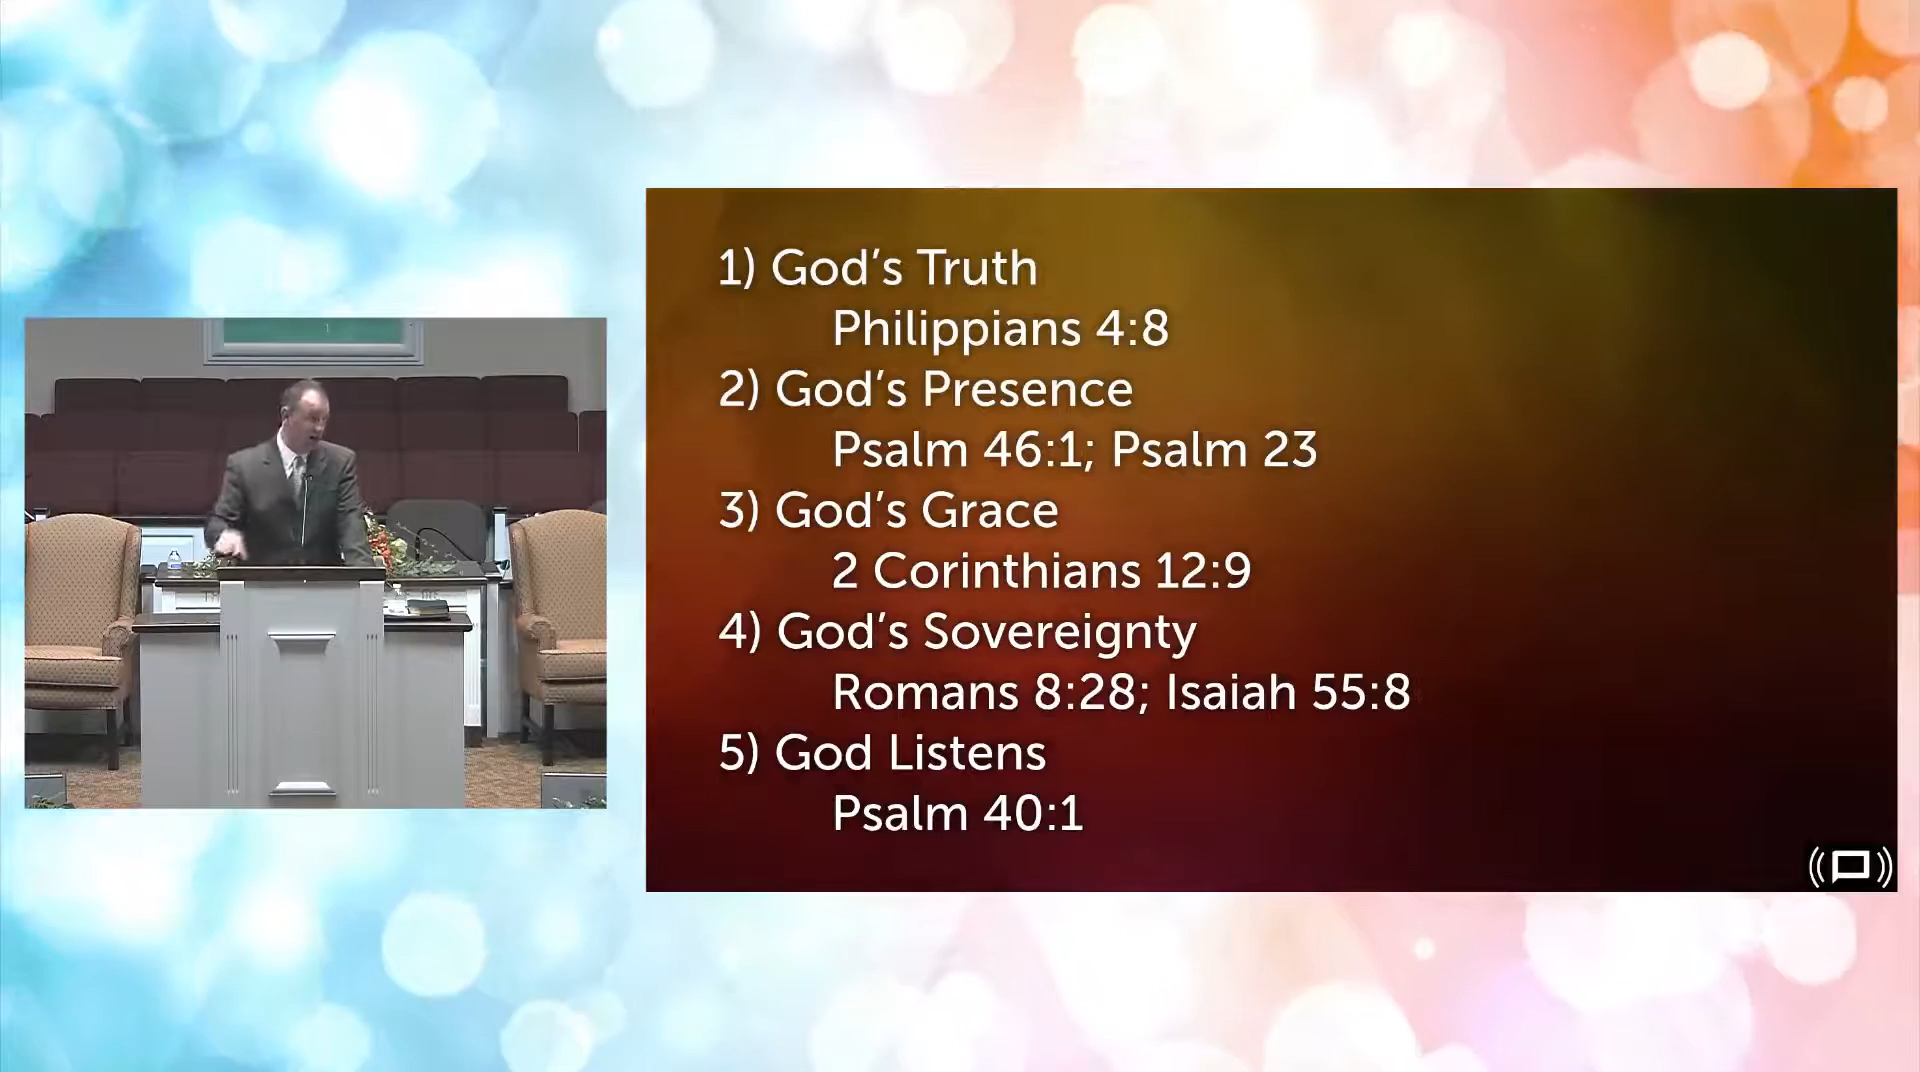 1) God’s Truth
Philippians 4:8
2) God’s Presence
Psalm 46:1; Psalm 23
3) God’s Grace
2 Corinthians 12:9
4) God’s Sovereignty
Romans 8:28; Isaiah 55:8
5) God Listens
Psalm 40:1